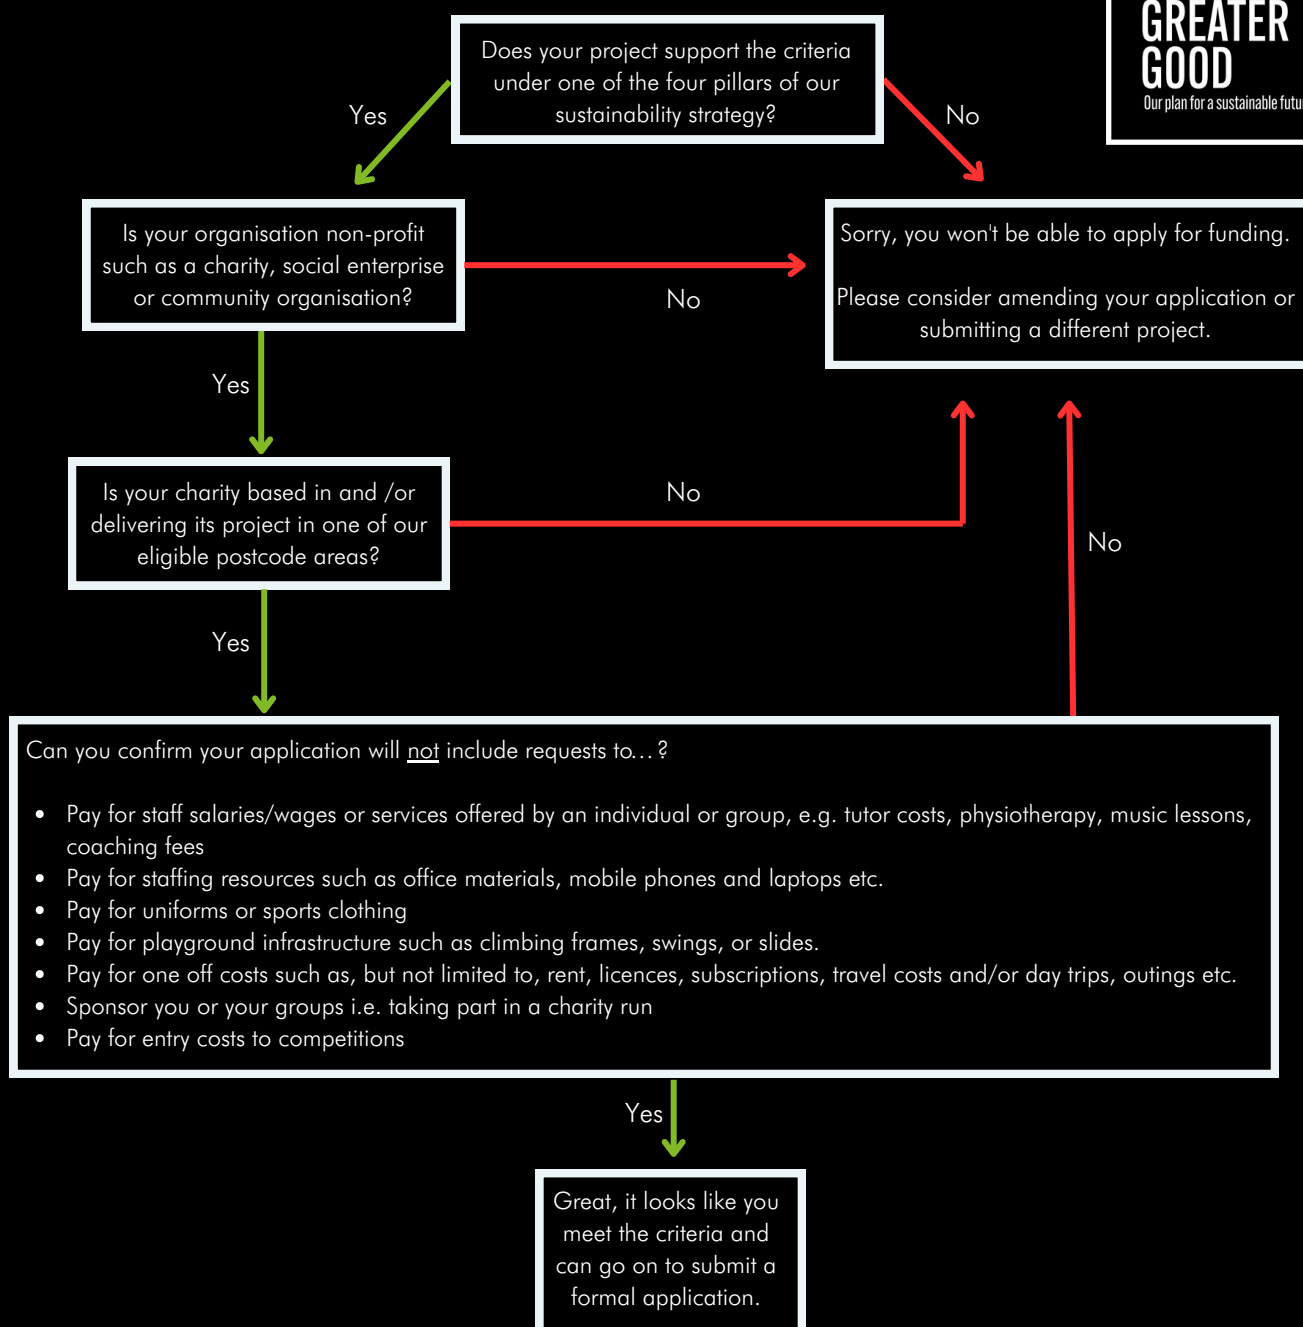 GREATER
GOOD
Our plan for a sustainable
Does your project support the criteria
under one of the four pillars of our
sustainability strategy?
Yes
No
Is your organisation non-profit
such as a charity, social enterprise
or community organisation?
No
Sorry, you won't be able to apply for funding.
Please consider amending your application or
submitting a different project.
Yes
Is your charity based in and /or
delivering its project in one of our
eligible postcode areas?
No
No
Yes
Can you confirm your application will not include requests to...?
• Pay for staff salaries/wages or services offered by an individual or group, e.g. tutor costs, physiotherapy, music lessons,
coaching fees
• Pay for staffing resources such as office materials, mobile phones and laptops etc.
• Pay for uniforms or sports clothing
• Pay for playground infrastructure such as climbing frames, swings, or slides.
• Pay for one off costs such as, but not limited to, rent, licences, subscriptions, travel costs and/or day trips, outings etc.
• Sponsor you or your groups i.e. taking part in a charity run
• Pay for entry costs to competitions
Yes
Great, it looks like you
meet the criteria and
can go on to submit a
formal application.